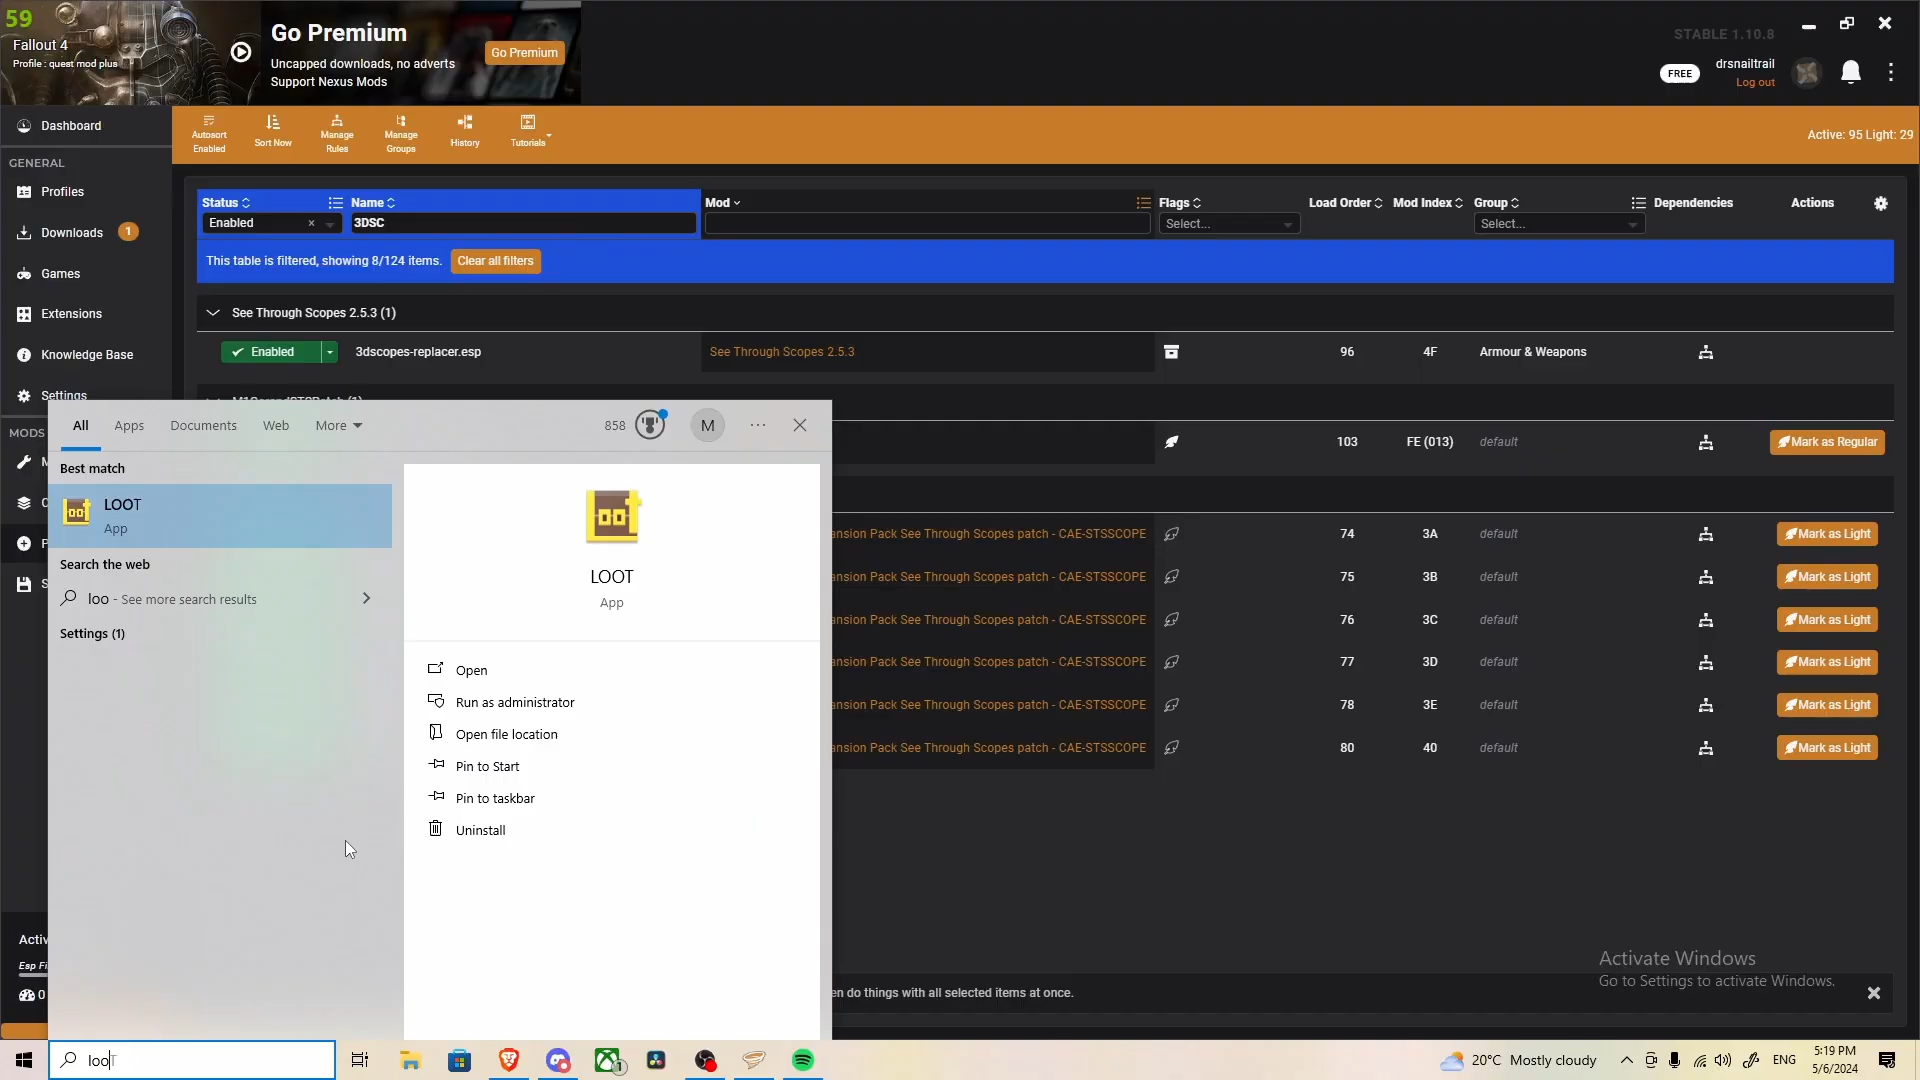 59
Fallout 4
Profile : quest mod plus
Go Premium
Uncapped downloads, no adverts
Support Nexus Mods
Go Premium
STABLE 1.10.8
FREE
drsnailtrail
Log out
Dashboard
GENERAL
Profiles
Downloads 1
Games
Extensions
Knowledge Base
Settings
MODS
Autosort
Enabled
Sort Now
Manage
Rules
Manage
Groups
History
Tutorials
Active: 95 Light: 29
Status Name Mod Flags Load Order Mod Index Group Dependencies Actions
Enabled × 3DSC Select... Select...
This table is filtered, showing 8/124 items. Clear all filters
See Through Scopes 2.5.3 (1)
Enabled 3dscopes-replacer.esp See Through Scopes 2.5.3 96 4F Armour & Weapons
103 FE (013) default Mark as Regular
ansion Pack See Through Scopes patch - CAE-STSSCOPE 74 3A default Mark as Light
ansion Pack See Through Scopes patch - CAE-STSSCOPE 75 3B default Mark as Light
ansion Pack See Through Scopes patch - CAE-STSSCOPE 76 3C default Mark as Light
ansion Pack See Through Scopes patch - CAE-STSSCOPE 77 3D default Mark as Light
ansion Pack See Through Scopes patch - CAE-STSSCOPE 78 3E default Mark as Light
ansion Pack See Through Scopes patch - CAE-STSSCOPE 80 40 default Mark as Light
en do things with all selected items at once.
All Apps Documents Web More 858 M
Best match
LOOT
App
Search the web
loo - See more search results
Settings (1)
LOOT
App
Open
Run as administrator
Open file location
Pin to Start
Pin to taskbar
Uninstall
Activ
Esp Fi
0
Activate Windows
Go to Settings to activate Windows.
looT
1
20°C Mostly cloudy
ENG
5:19 PM
5/6/2024